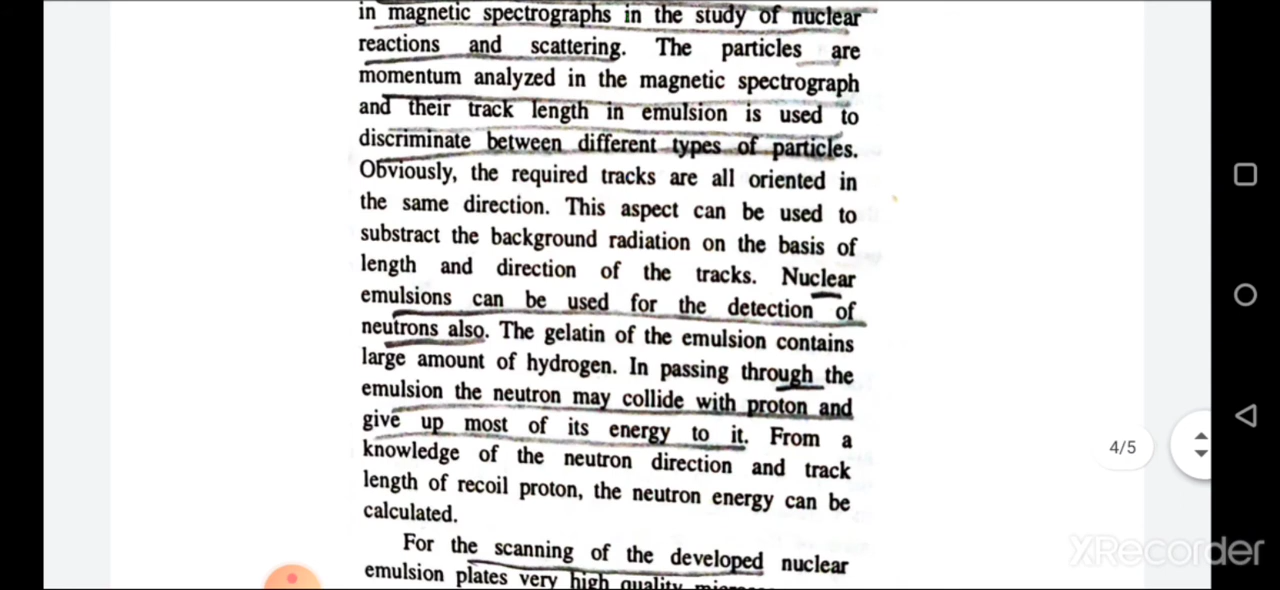 in magnetic spectrographs in the study of nuclear
reactions and scattering. The particles are
momentum analyzed in the magnetic spectrograph
and their track length in emulsion is used to
discriminate between different types of particles.
Obviously, the required tracks are all oriented in
the same direction. This aspect can be used to
substract the background radiation on the basis of
length and direction of the tracks. Nuclear
emulsions can be used for the detection of
neutrons also. The gelatin of the emulsion contains
large amount of hydrogen. In passing through the
emulsion the neutron may collide with proton and
give up most of its energy to it. From a
knowledge of the neutron direction and track
length of recoil proton, the neutron energy can be
calculated.
For the scanning of the developed nuclear
emulsion plates very high quality
4/5
XRecorder